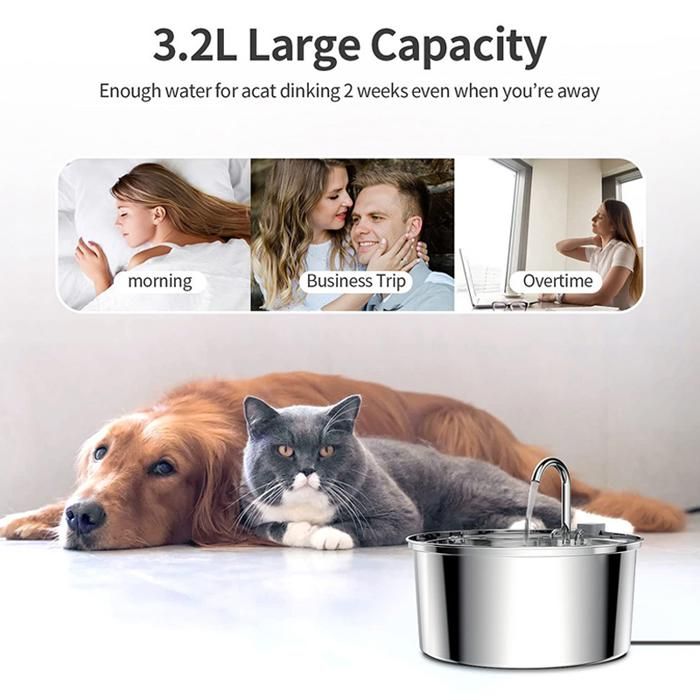 3.2L Large Capacity
Enough water for acat dinking 2 weeks even when you're away
morning
Business Trip
Overtime